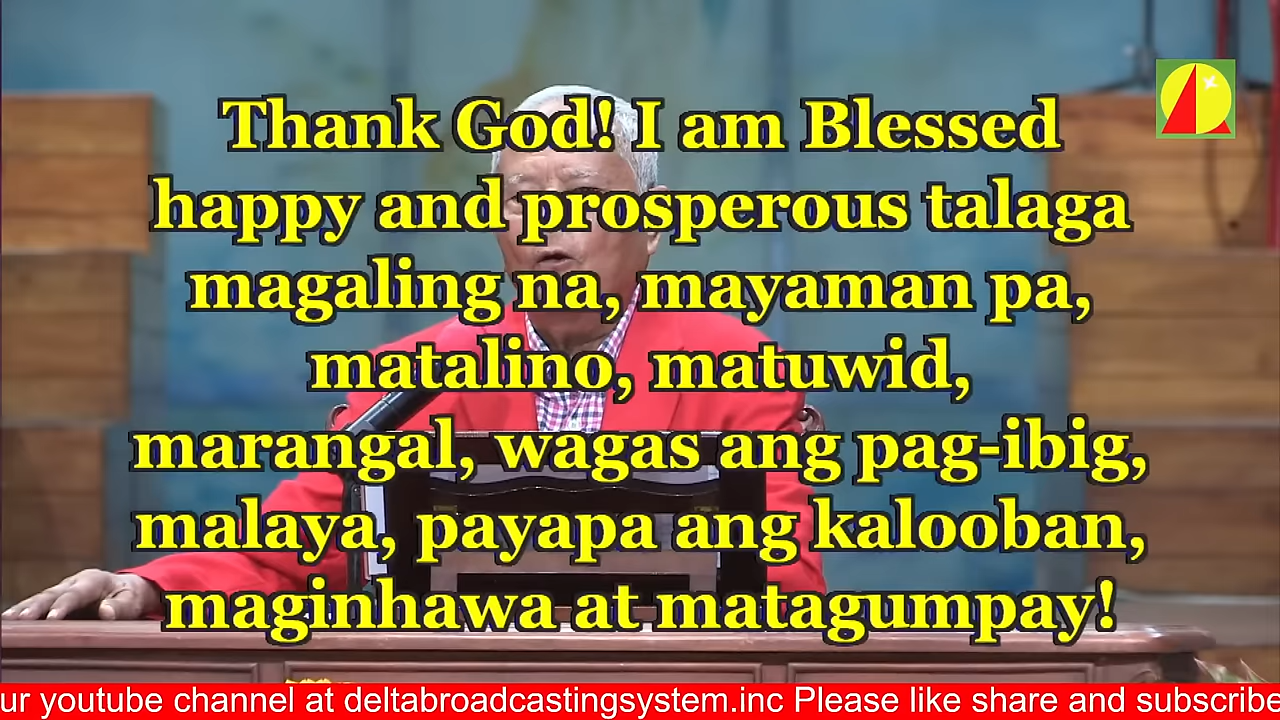 Thank God! I am Blessed
happy and prosperous talaga
magaling na, mayaman pa,
matalino, matuwid,
marangal, wagas ang pag-ibig,
malaya, payapa ang kalooban,
maginhawa at matagumpay!
ur youtube channel at deltabroadcastingsystem.inc Please like share and subscribe